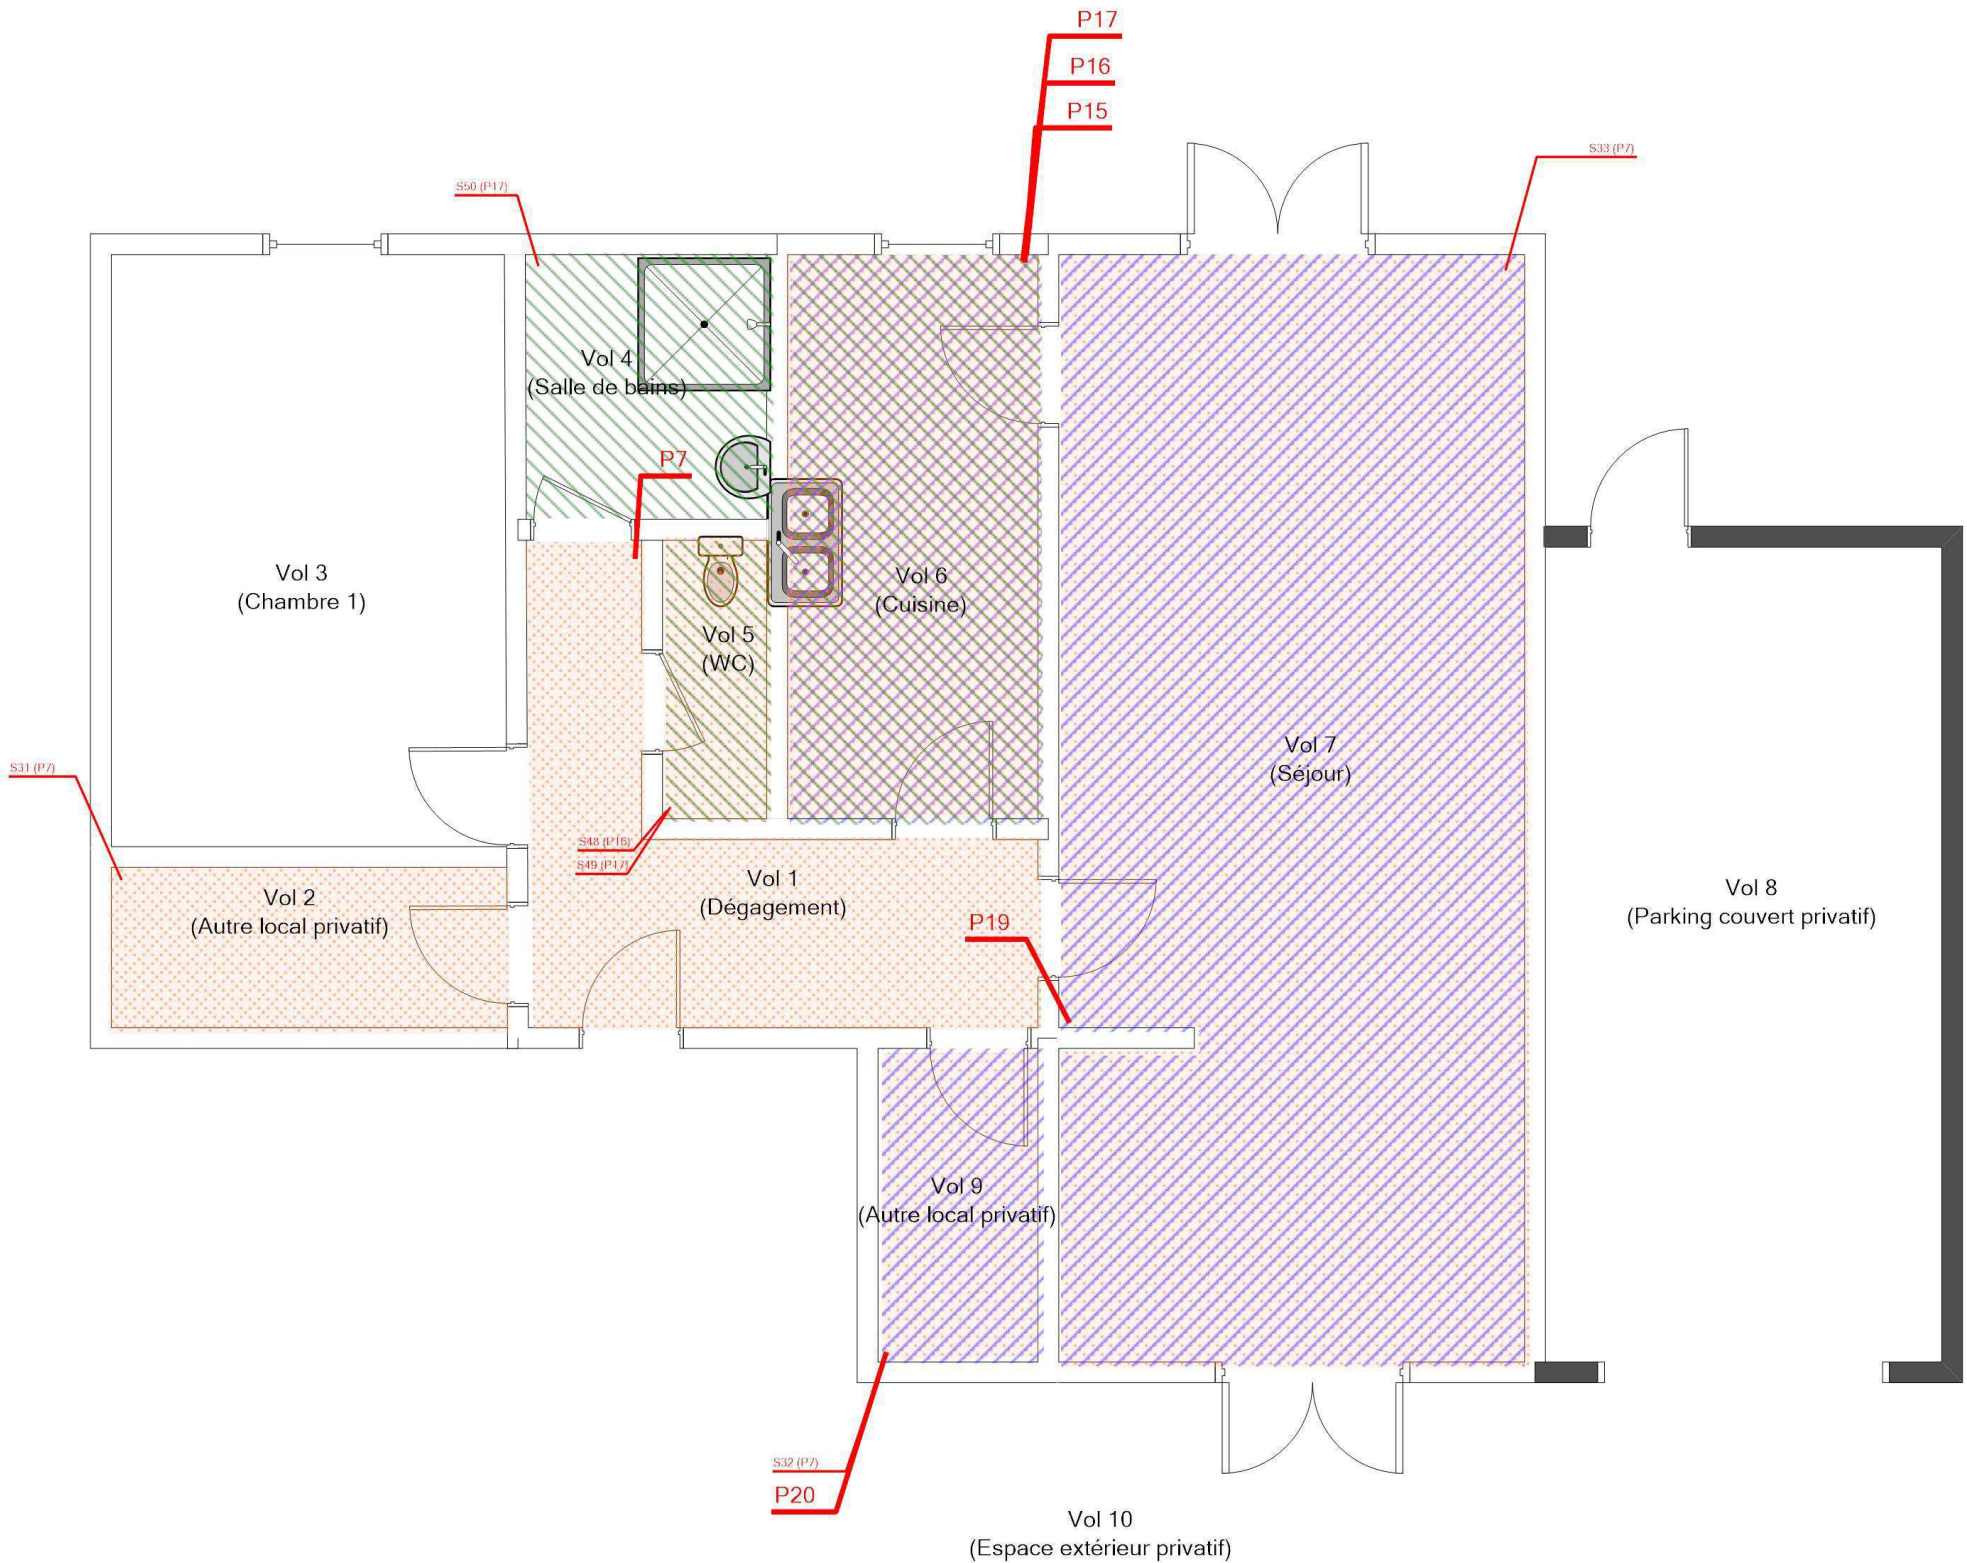 P17
P16
P15
S33 (P7)
S50 (P17)
Vol 4
(Salle de bains)
P7
Vol 3
(Chambre 1)
Vol 6
(Cuisine)
Vol 5
(WC)
Vol 7
(Séjour)
S31 (P7)
S48 (P16)
S49 (P17)
Vol 1
(Dégagement)
Vol 2
(Autre local privatif)
P19
Vol 8
(Parking couvert privatif)
Vol 9
(Autre local privatif)
S32 (P7)
P20
Vol 10
(Espace extérieur privatif)